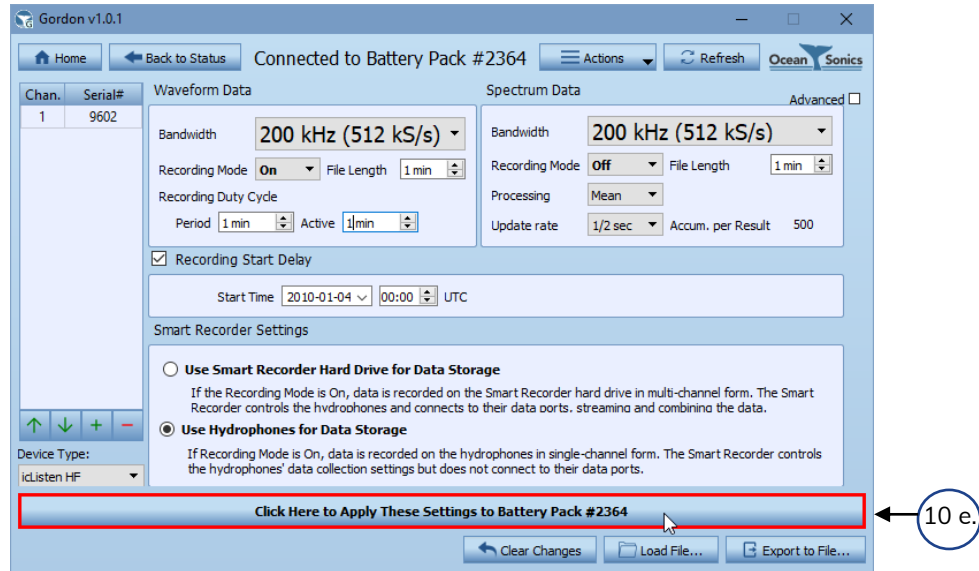 Gordon v1.0.1
Home Back to Status Connected to Battery Pack #2364 Actions Refresh Ocean Sonics
Chan. Serial#
1 9602
Waveform Data
Bandwidth 200 kHz (512 kS/s)
Recording Mode On File Length 1 min
Recording Duty Cycle
Period 1 min Active 1 min
Spectrum Data
Advanced
Bandwidth 200 kHz (512 kS/s)
Recording Mode Off File Length 1 min
Processing Mean
Update rate 1/2 sec Accum. per Result 500
Recording Start Delay
Start Time 2010-01-04 00:00 UTC
Smart Recorder Settings
Use Smart Recorder Hard Drive for Data Storage
If the Recording Mode is On, data is recorded on the Smart Recorder hard drive in multi-channel form. The Smart
Recorder controls the hydrophones and connects to their data ports, streaming and combining the data.
Use Hydrophones for Data Storage
If Recording Mode is On, data is recorded on the hydrophones in single-channel form. The Smart Recorder controls
the hydrophones' data collection settings but does not connect to their data ports.
Device Type:
icListen HF
Click Here to Apply These Settings to Battery Pack #2364
10 e.
Clear Changes Load File... Export to File...